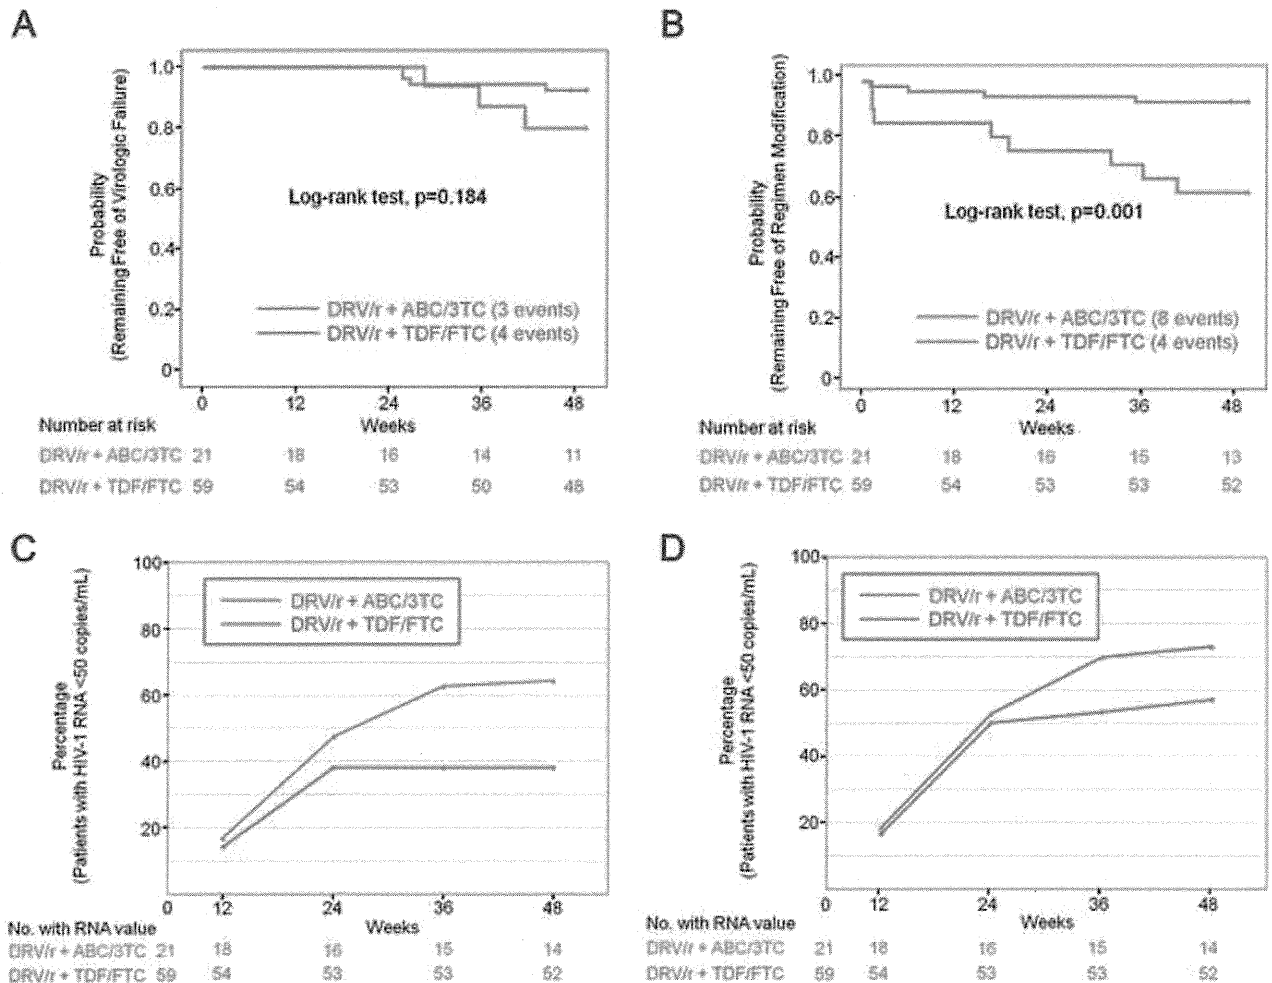 A
Probability
(Remaining Free of Virologic Failure)
1.0
0.8
0.6
0.4
0.2
0
Log-rank test, p=0.184
DRV/r + ABC/3TC (3 events)
DRV/r + TDF/FTC (4 events)
0 12 24 36 48
Number at risk Weeks
DRV/r + ABC/3TC 21 18 16 14 11
DRV/r + TDF/FTC 59 54 53 50 48
B
Probability
(Remaining Free of Regimen Modification)
1.0
0.8
0.6
0.4
0.2
0
Log-rank test, p=0.001
DRV/r + ABC/3TC (8 events)
DRV/r + TDF/FTC (4 events)
0 12 24 36 48
Number at risk Weeks
DRV/r + ABC/3TC 21 18 16 15 13
DRV/r + TDF/FTC 59 54 53 53 52
C
Percentage
(Patients with HIV-1 RNA <50 copies/mL)
100
80
60
40
20
DRV/r + ABC/3TC
DRV/r + TDF/FTC
0 12 24 36 48
No. with RNA value Weeks
DRV/r + ABC/3TC 21 18 16 15 14
DRV/r + TDF/FTC 59 54 53 53 52
D
Percentage
(Patients with HIV-1 RNA <50 copies/mL)
100
80
60
40
20
DRV/r + ABC/3TC
DRV/r + TDF/FTC
0 12 24 36 48
No. with RNA value Weeks
DRV/r + ABC/3TC 21 18 16 15 14
DRV/r + TDF/FTC 59 54 53 53 52